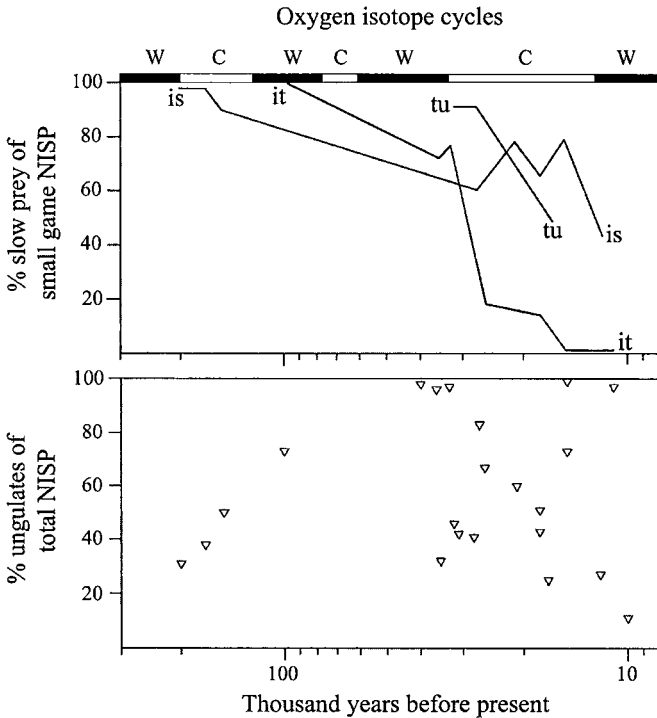 Oxygen isotope cycles
W C W C W C W
100
80
60
40
20
% slow prey of
small game NISP
is
it
tu
tu
is
it
100
80
60
40
20
% ungulates of
total NISP
100 10
Thousand years before present